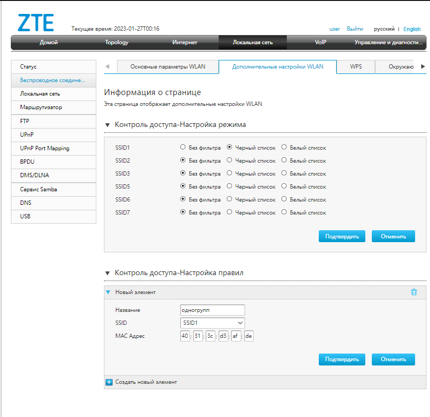 ZTE
Текущее время: 2023-01-27T00:16
user Выйти русский | English
Домой Topology Интернет Локальная сеть VoIP Управление и диагности...
Статус
Беспроводное соедине...
Локальная сеть
Маршрутизатор
FTP
UPnP
UPnP Port Mapping
BPDU
DMS/DLNA
Сервис Samba
DNS
USB
Основные параметры WLAN Дополнительные настройки WLAN WPS Окружаю
Информация о странице
Эта страница отображает дополнительные настройки WLAN
Контроль доступа-Настройка режима
SSID1 Без фильтра Черный список Белый список
SSID2 Без фильтра Черный список Белый список
SSID3 Без фильтра Черный список Белый список
SSID5 Без фильтра Черный список Белый список
SSID6 Без фильтра Черный список Белый список
SSID7 Без фильтра Черный список Белый список
Подтвердить Отменить
Контроль доступа-Настройка правил
Новый элемент
Название одногрупп
SSID SSID1
MAC Адрес 40 : 31 : 3c : d3 : af : de
Подтвердить Отменить
Создать новый элемент